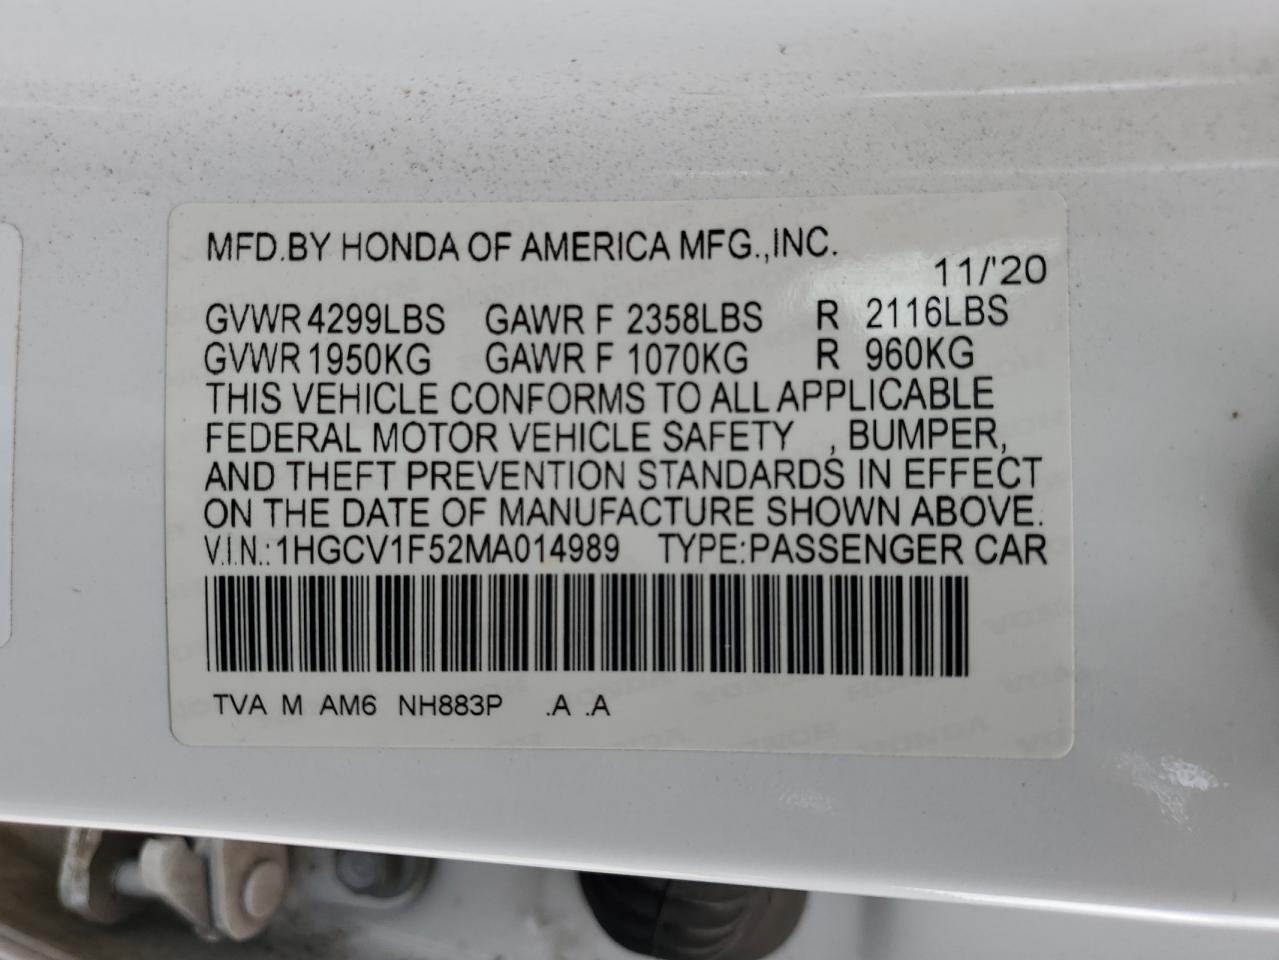 MFD.BY HONDA OF AMERICA MFG.,INC.
11/'20
GVWR 4299LBS GAWR F 2358LBS R 2116LBS
GVWR 1950KG GAWR F 1070KG R 960KG
THIS VEHICLE CONFORMS TO ALL APPLICABLE
FEDERAL MOTOR VEHICLE SAFETY , BUMPER,
AND THEFT PREVENTION STANDARDS IN EFFECT
ON THE DATE OF MANUFACTURE SHOWN ABOVE.
V.I.N.: 1HGCV1F52MA014989 TYPE:PASSENGER CAR
TVA M AM6 NH883P .A .A